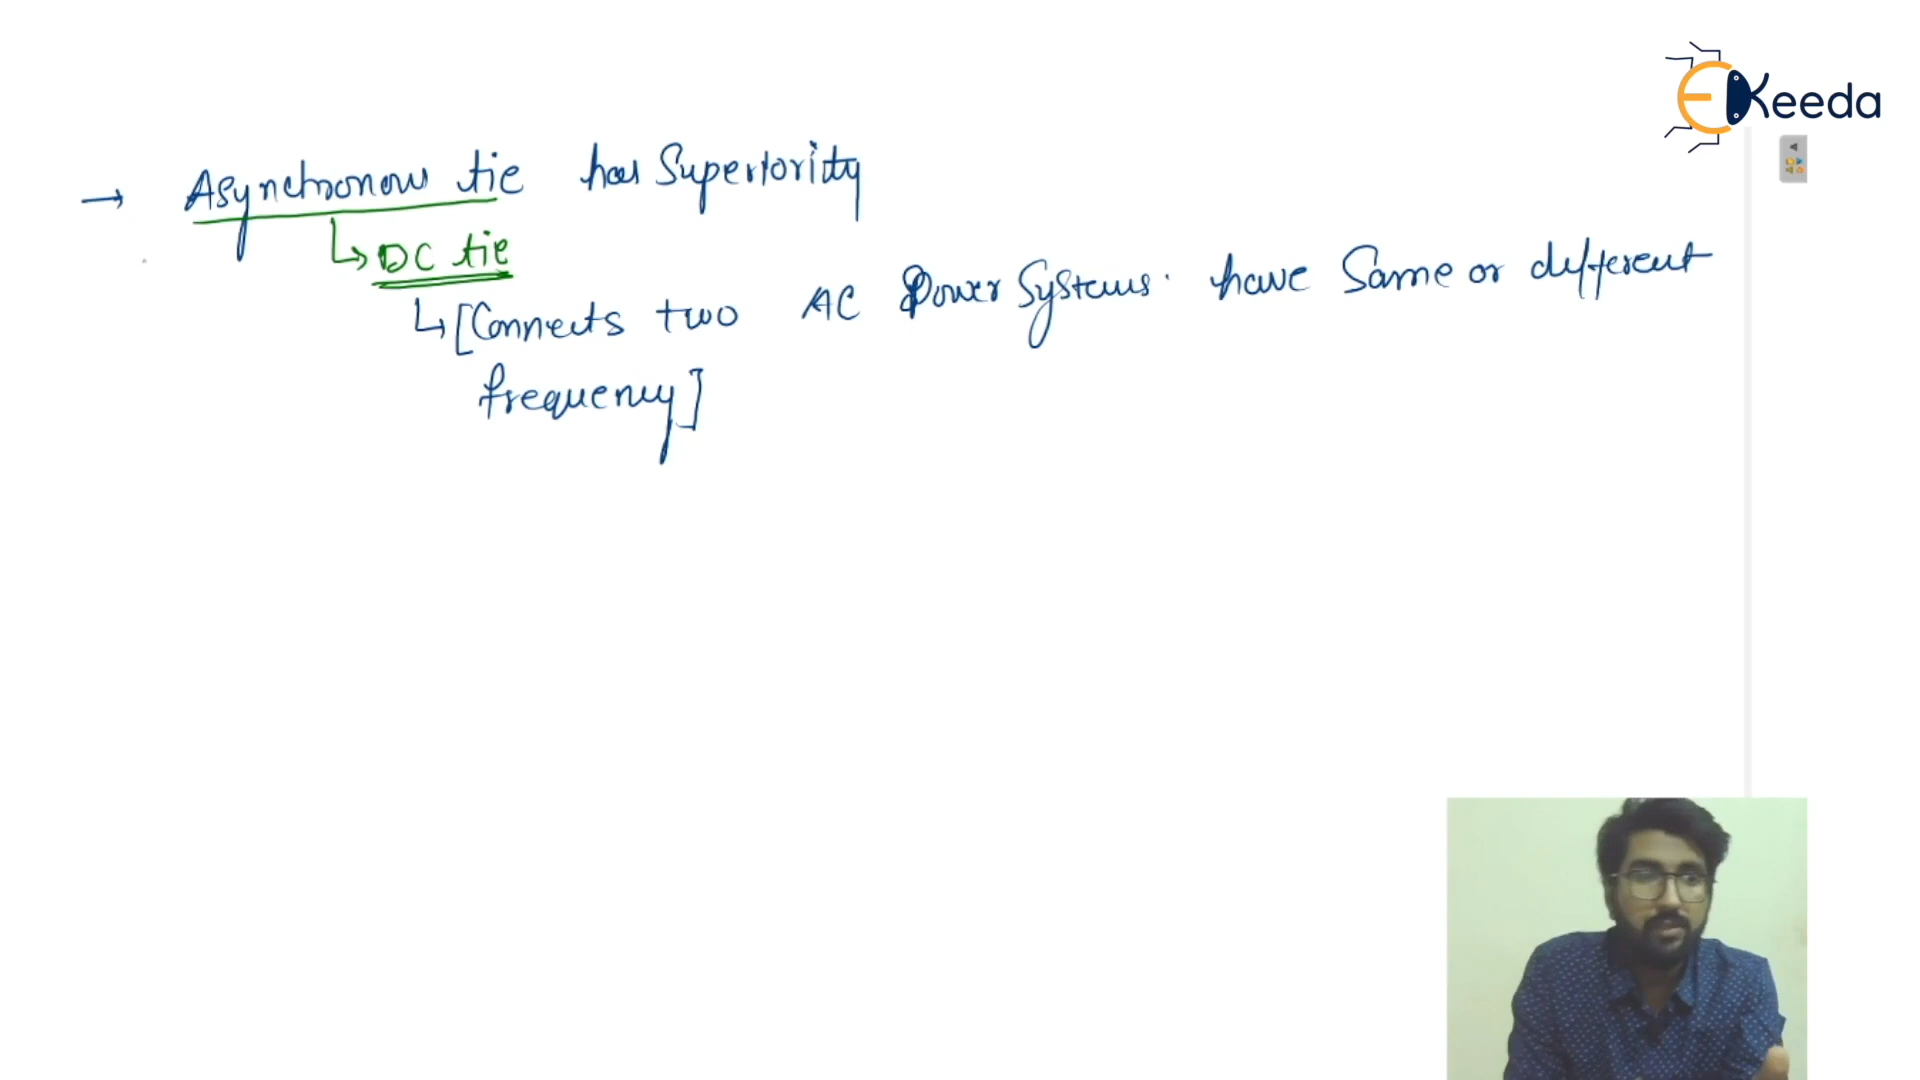 EKeeda
→ Asynchronous tie has Superiority
↳ DC tie
↳ [Connects two AC Power Systems. have Same or different
frequency]